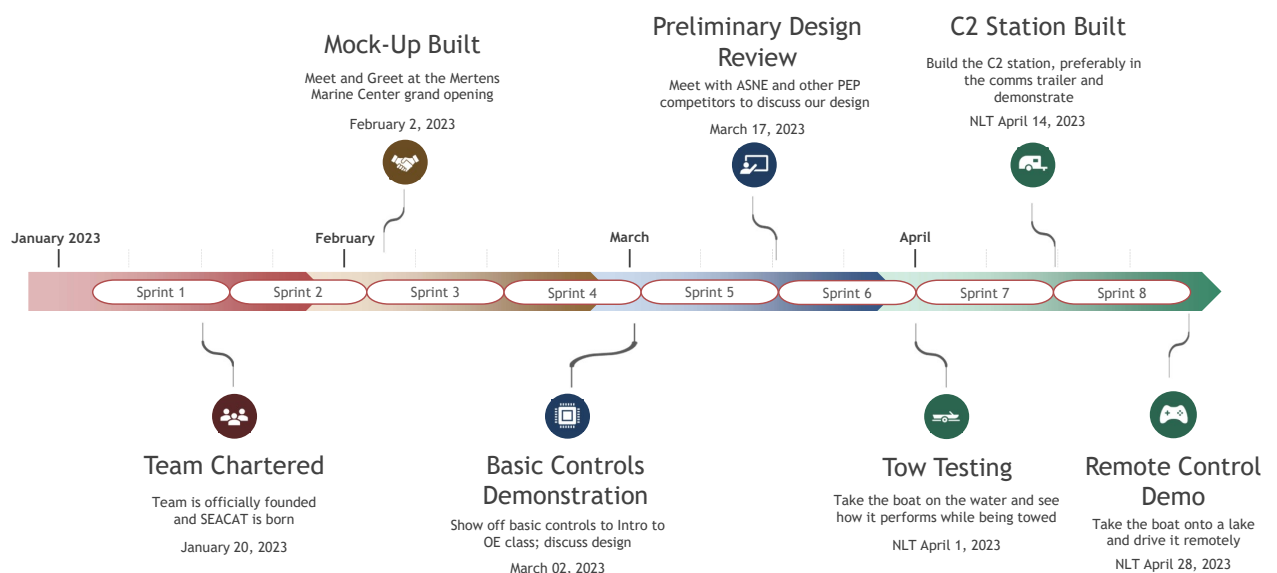 Mock-Up Built
Meet and Greet at the Mertens
Marine Center grand opening
February 2, 2023
Preliminary Design
Review
Meet with ASNE and other PEP
competitors to discuss our design
March 17, 2023
C2 Station Built
Build the C2 station, preferably in
the comms trailer and
demonstrate
NLT April 14, 2023
January 2023
February
March
April
Sprint 1
Sprint 2
Sprint 3
Sprint 4
Sprint 5
Sprint 6
Sprint 7
Sprint 8
Team Chartered
Team is officially founded
and SEACAT is born
January 20, 2023
Basic Controls
Demonstration
Show off basic controls to Intro to
OE class; discuss design
March 02, 2023
Tow Testing
Take the boat on the water and see
how it performs while being towed
NLT April 1, 2023
Remote Control
Demo
Take the boat onto a lake
and drive it remotely
NLT April 28, 2023